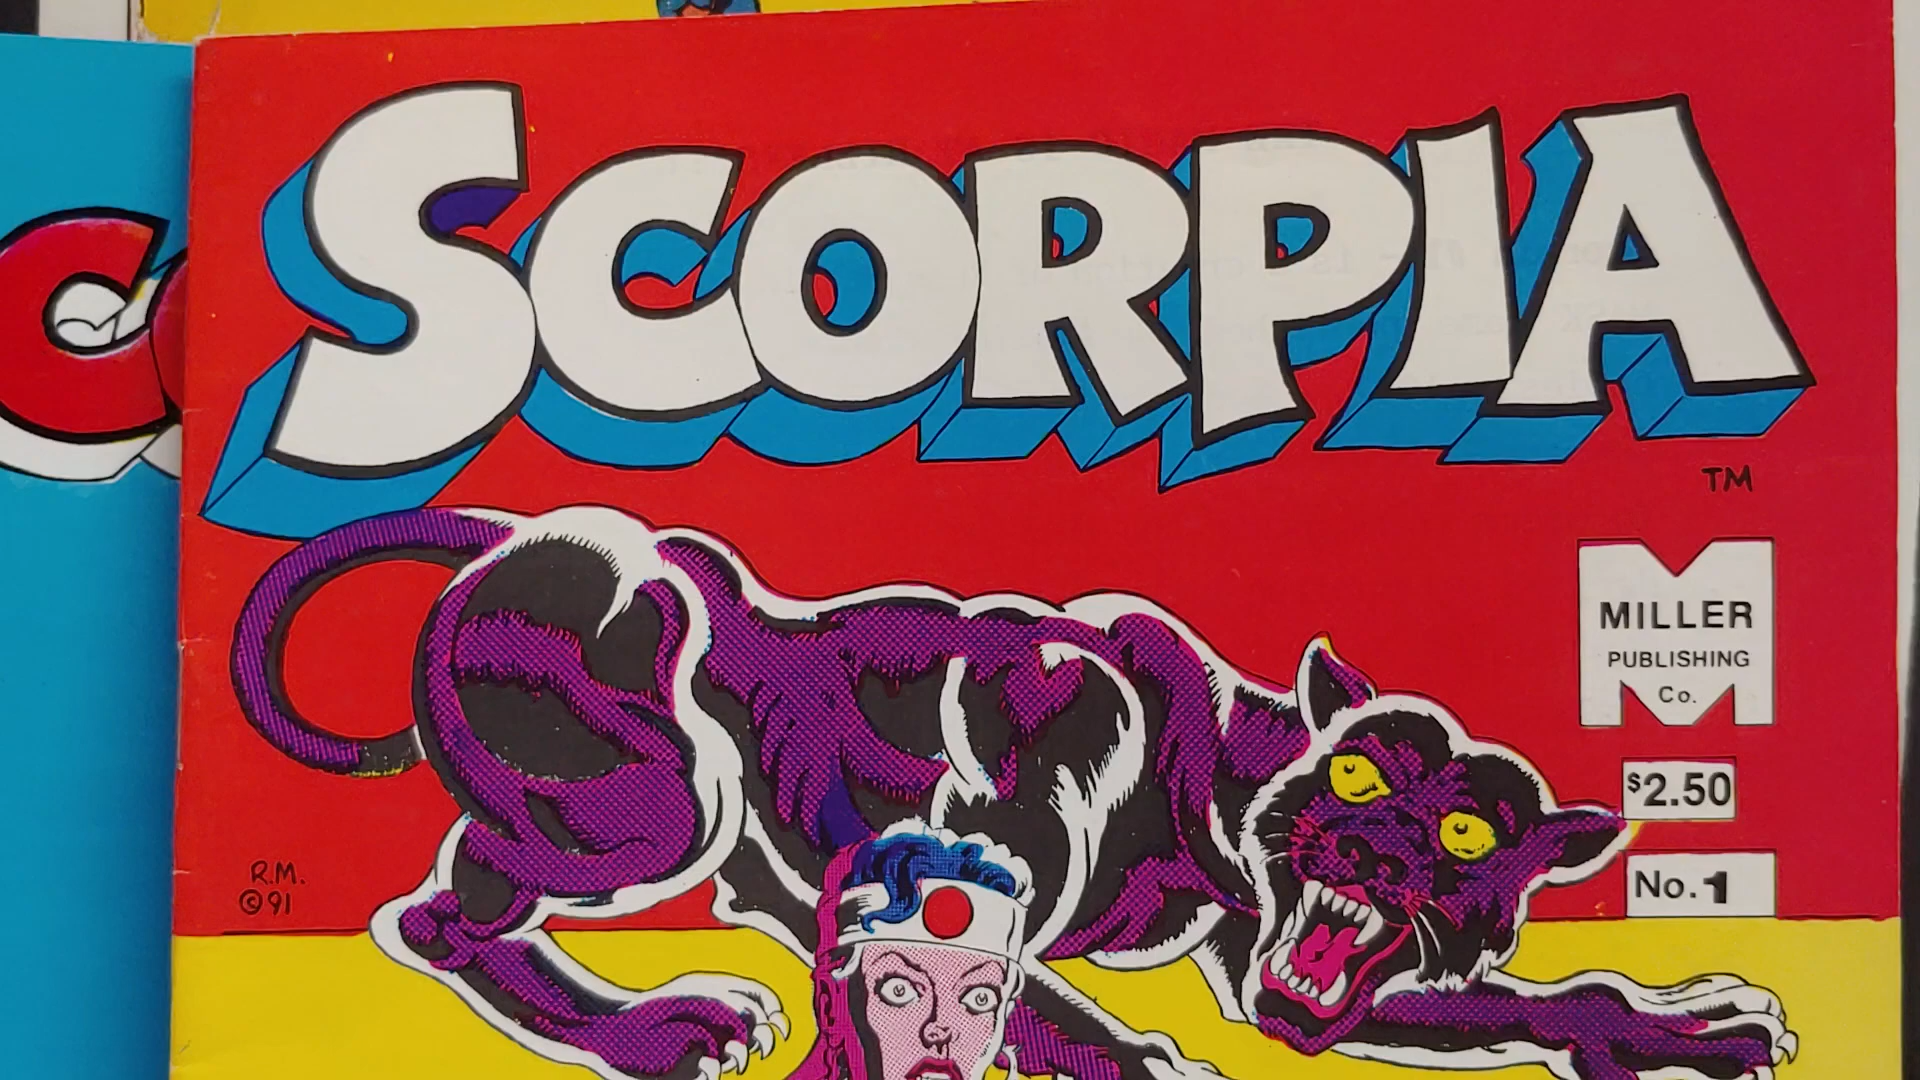 SCORPIA
TM
MILLER
PUBLISHING
Co.
$2.50
No. 1
R.M.
© 91